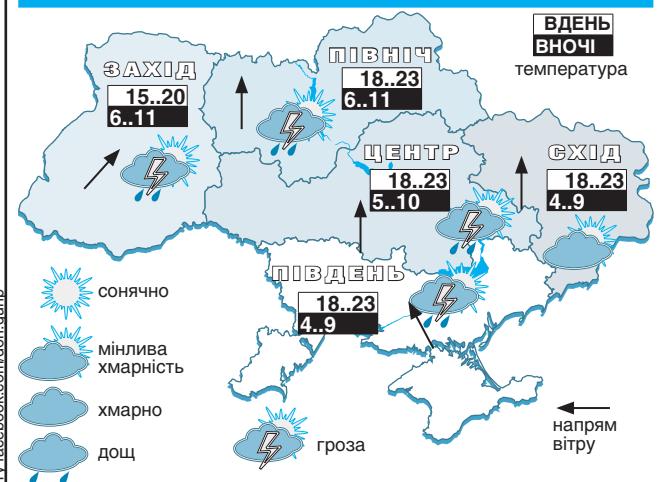 ВДЕНЬ
ВНОЧІ
температура
ПІВНІЧ
18..23
6..11
ЗАХІД
15..20
6..11
ЦЕНТР
18..23
5..10
СХІД
18..23
4..9
ПІВДЕНЬ
18..23
4..9
сонячно
мінлива
хмарність
хмарно
дощ
гроза
напрям
вітру